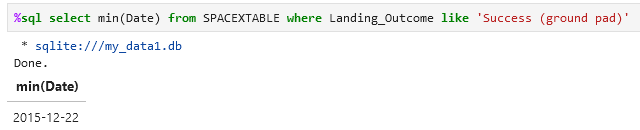 %sql select min(Date) from SPACEXTABLE where Landing_Outcome like 'Success (ground pad)'
* sqlite:///my_data1.db
Done.
min(Date)
2015-12-22